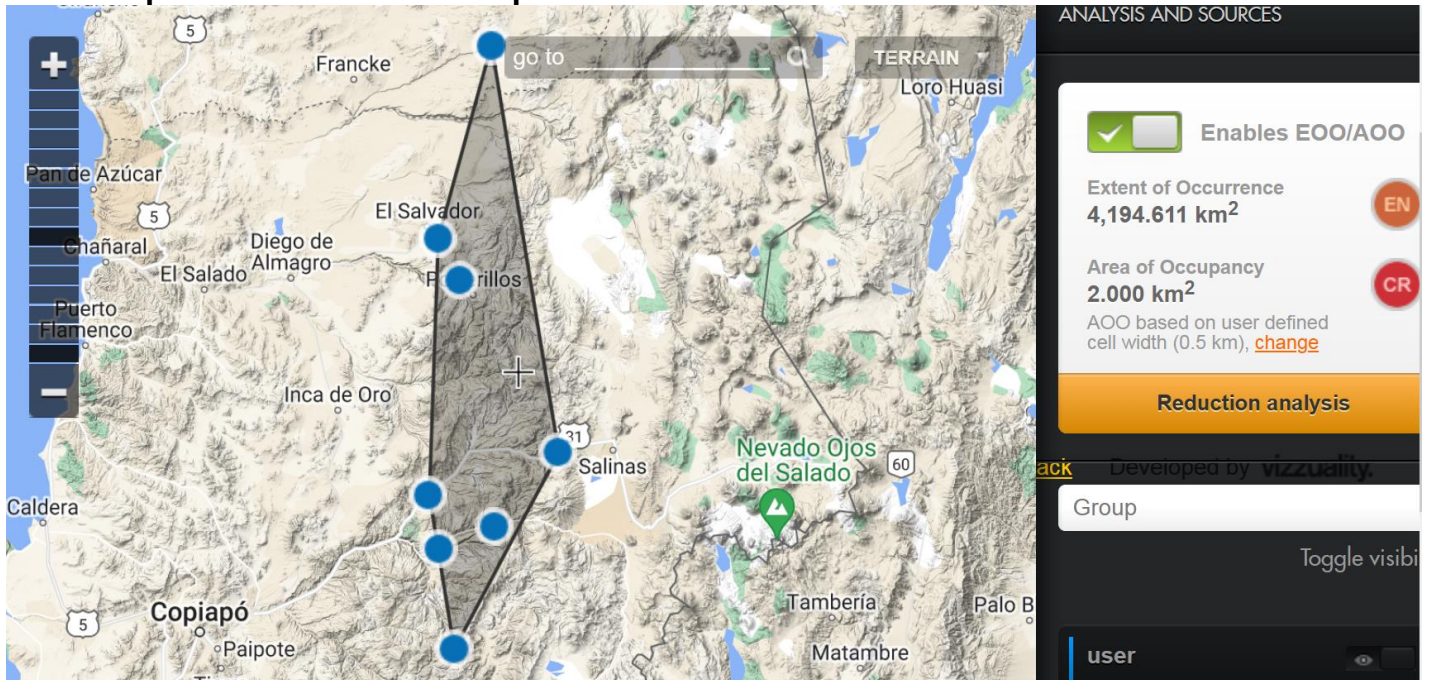 ANALYSIS AND SOURCES
5
Francke
go to
TERRAIN
Loro Huasi
Enables EOO/AOO
Pan de Azúcar
Extent of Occurrence
4,194.611 km2
EN
5
El Salvador
Chañaral
Diego de
Almagro
El Salado
Area of Occupancy
2.000 km2
CR
AOO based on user defined
cell width (0.5 km), change
Puerto
Flamenco
Inca de Oro
Reduction analysis
31
Salinas
Nevado Ojos
del Salado
60
ack Developed by vizzuality.
Caldera
Group
Toggle visibi
Copiapó
5
Paipote
Tambería
Palo B
Matambre
user